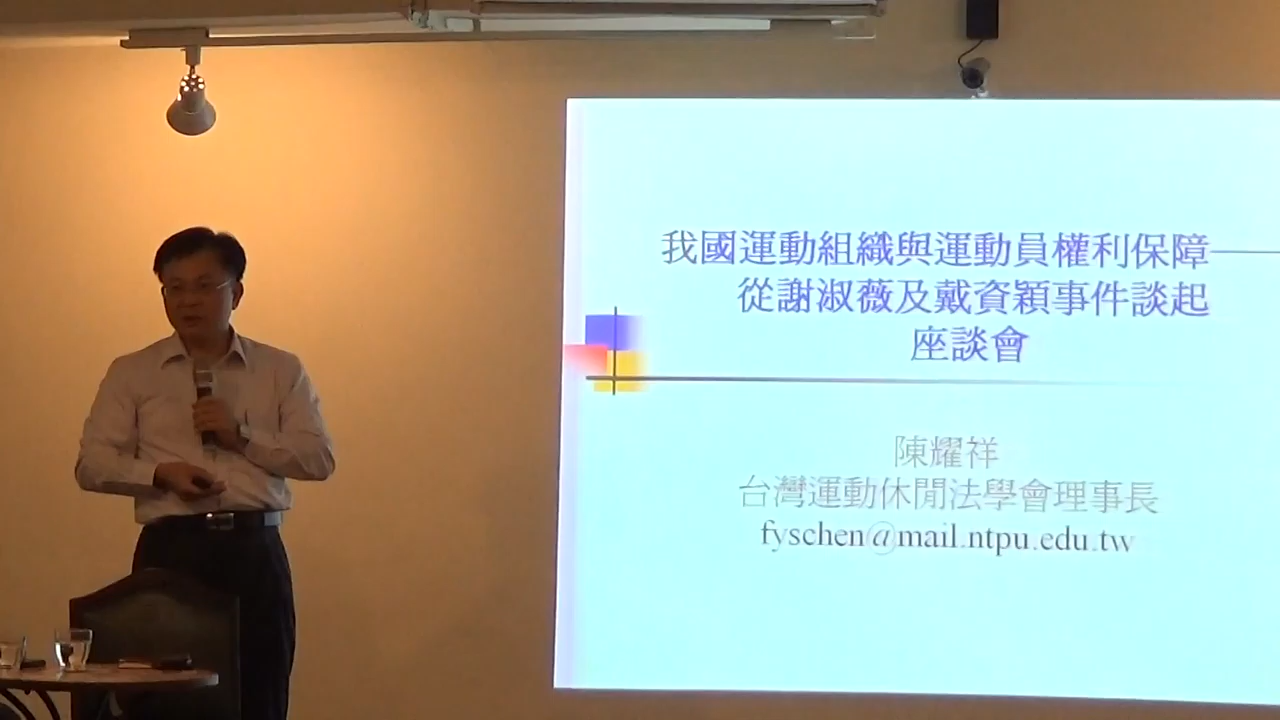 我國運動組織與運動員權利保障——
從謝淑薇及戴資穎事件談起
座談會
陳耀祥
台灣運動休閒法學會理事長
fyschen@mail.ntpu.edu.tw